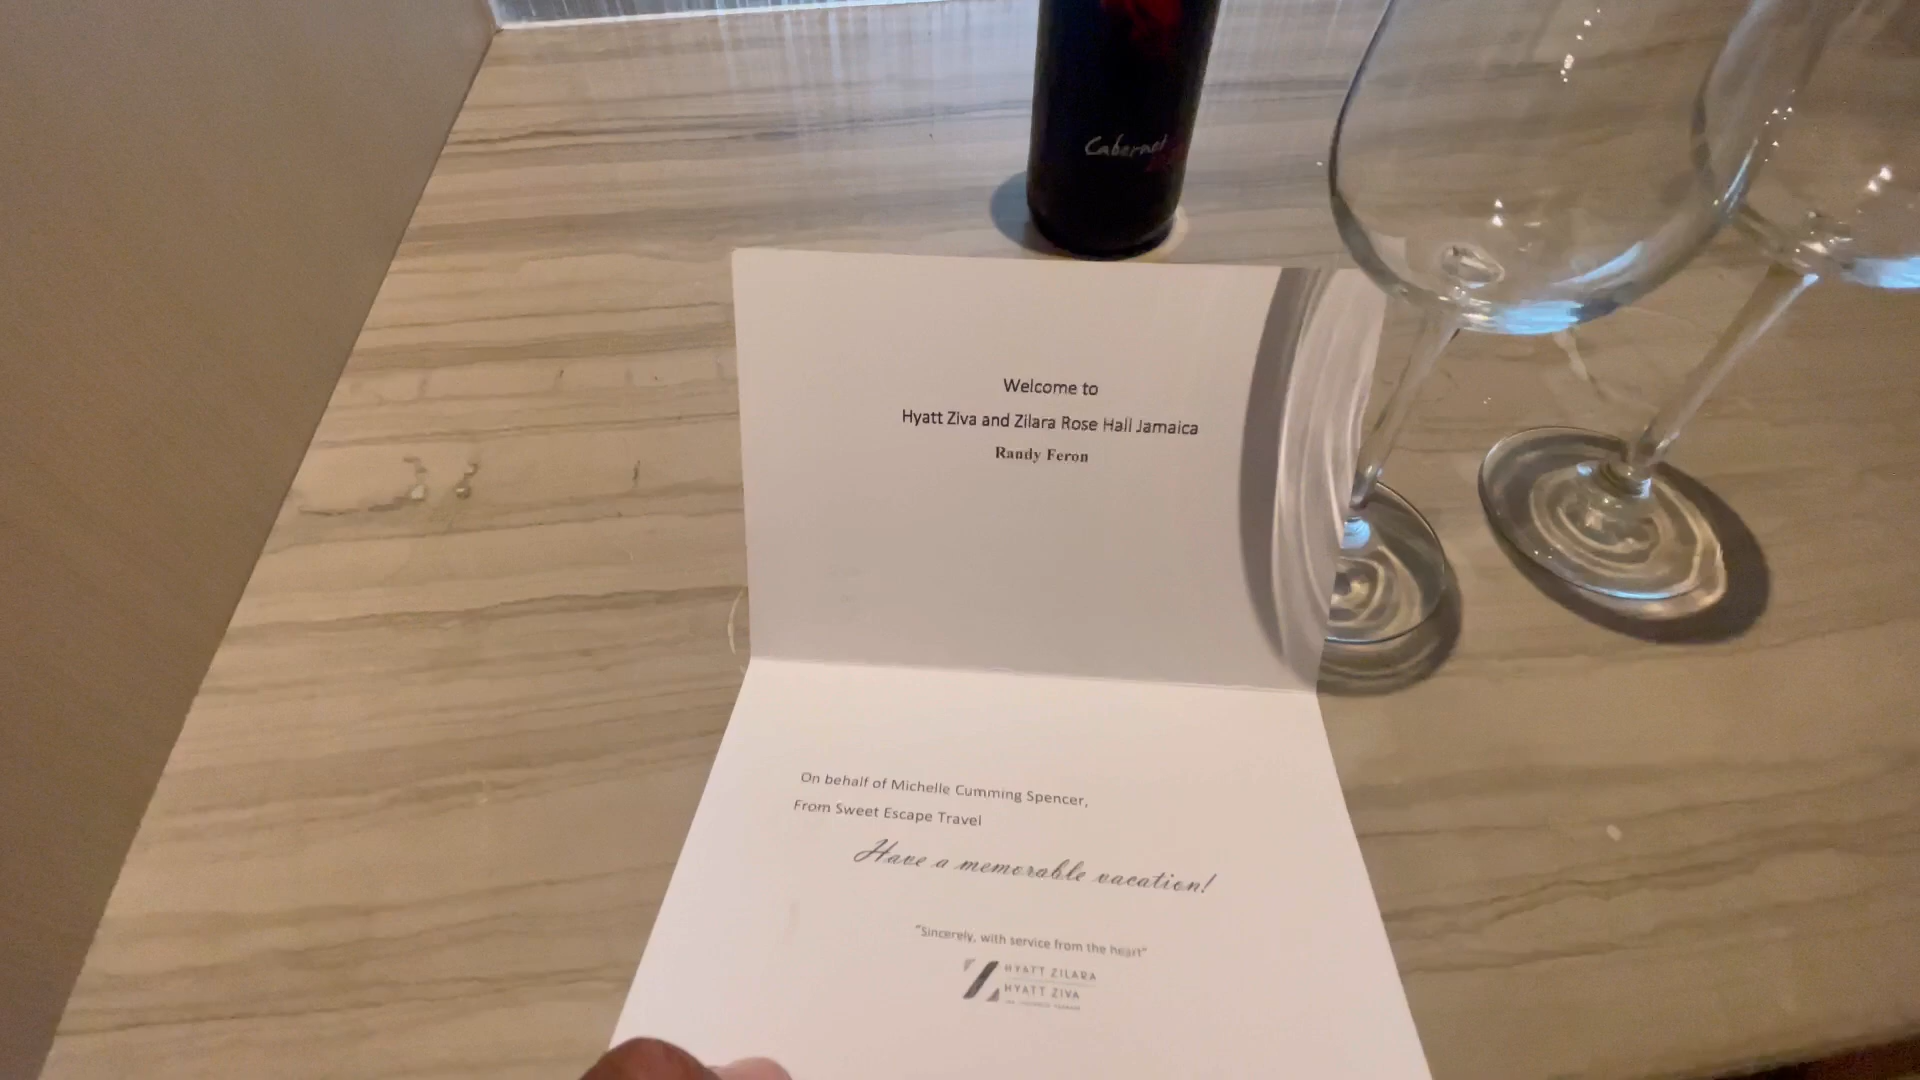 Cabernet
Welcome to
Hyatt Ziva and Zilara Rose Hall Jamaica
Randy Feron
On behalf of Michelle Cumming Spencer,
From Sweet Escape Travel
Have a memorable vacation!
"Sincerely, with service from the heart"
HYATT ZILARA
HYATT ZIVA